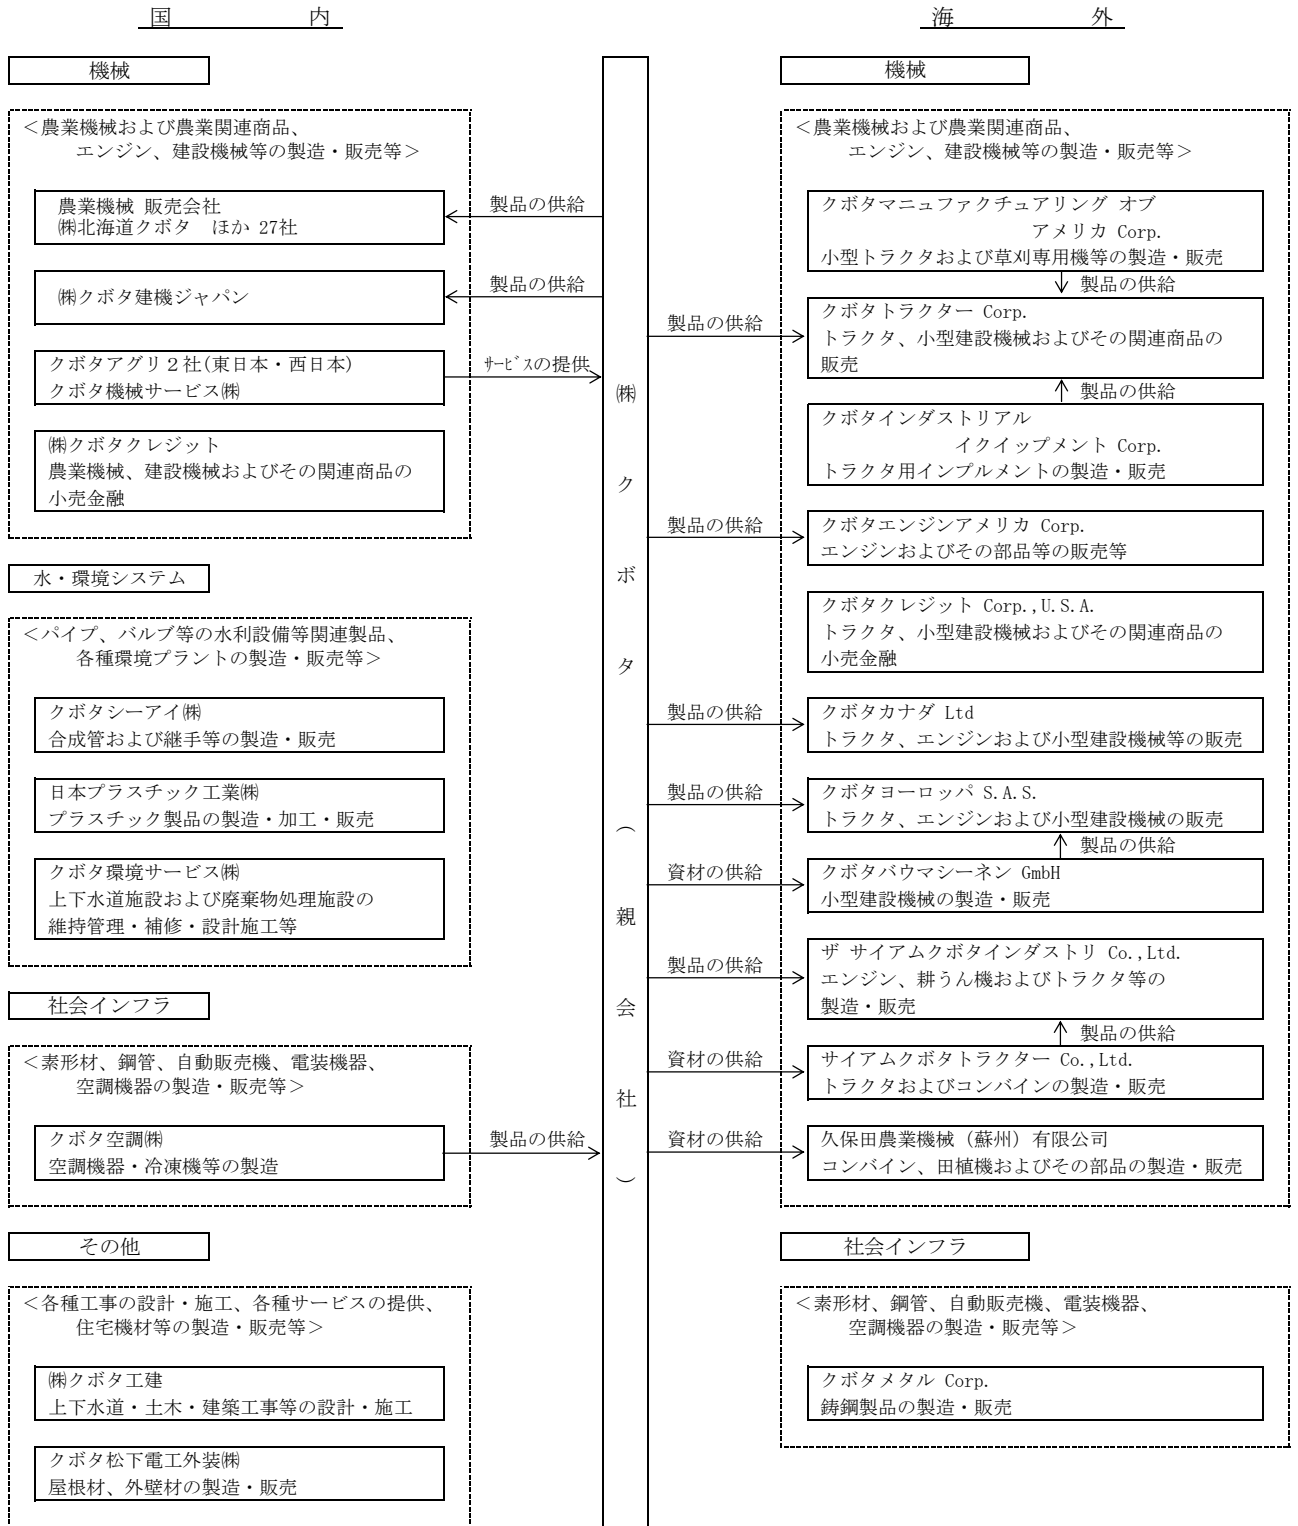 国　　　内
機械
＜農業機械および農業関連商品、
エンジン、建設機械等の製造・販売等＞
農業機械 販売会社
㈱北海道クボタ　ほか 27社
製品の供給
㈱クボタ建機ジャパン
製品の供給
クボタアグリ２社(東日本・西日本)
クボタ機械サービス㈱
ｻｰﾋﾞｽの提供
㈱クボタクレジット
農業機械、建設機械およびその関連商品の
小売金融
水・環境システム
＜パイプ、バルブ等の水利設備等関連製品、
各種環境プラントの製造・販売等＞
クボタシーアイ㈱
合成管および継手等の製造・販売
日本プラスチック工業㈱
プラスチック製品の製造・加工・販売
クボタ環境サービス㈱
上下水道施設および廃棄物処理施設の
維持管理・補修・設計施工等
社会インフラ
＜素形材、鋼管、自動販売機、電装機器、
空調機器の製造・販売等＞
クボタ空調㈱
空調機器・冷凍機等の製造
製品の供給
その他
＜各種工事の設計・施工、各種サービスの提供、
住宅機材等の製造・販売等＞
㈱クボタ工建
上下水道・土木・建築工事等の設計・施工
クボタ松下電工外装㈱
屋根材、外壁材の製造・販売
㈱クボタ（親会社）
海　　　外
機械
＜農業機械および農業関連商品、
エンジン、建設機械等の製造・販売等＞
クボタマニュファクチュアリング オブ
アメリカ Corp.
小型トラクタおよび草刈専用機等の製造・販売
製品の供給
製品の供給
クボタトラクター Corp.
トラクタ、小型建設機械およびその関連商品の
販売
製品の供給
クボタインダストリアル
イクイップメント Corp.
トラクタ用インプルメントの製造・販売
製品の供給
クボタエンジンアメリカ Corp.
エンジンおよびその部品等の販売等
クボタクレジット Corp.,U.S.A.
トラクタ、小型建設機械およびその関連商品の
小売金融
製品の供給
クボタカナダ Ltd
トラクタ、エンジンおよび小型建設機械等の販売
製品の供給
クボタヨーロッパ S.A.S.
トラクタ、エンジンおよび小型建設機械の販売
製品の供給
資材の供給
クボタバウマシーネン GmbH
小型建設機械の製造・販売
製品の供給
ザ サイアムクボタインダストリ Co.,Ltd.
エンジン、耕うん機およびトラクタ等の
製造・販売
製品の供給
資材の供給
サイアムクボタトラクター Co.,Ltd.
トラクタおよびコンバインの製造・販売
資材の供給
久保田農業機械（蘇州）有限公司
コンバイン、田植機およびその部品の製造・販売
社会インフラ
＜素形材、鋼管、自動販売機、電装機器、
空調機器の製造・販売等＞
クボタメタル Corp.
鋳鋼製品の製造・販売